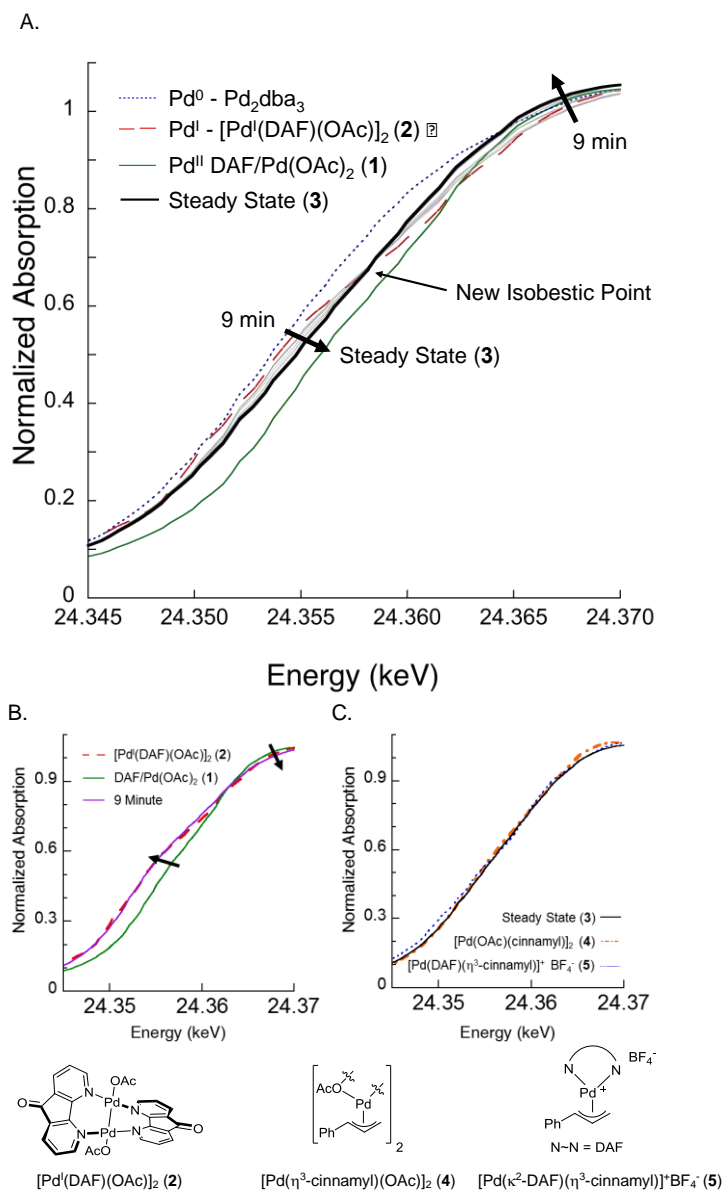 A.
Pd⁰ - Pd₂dba₃
Pdᴵ - [Pdᴵ(DAF)(OAc)]₂ (2) ⍰
Pdᴵᴵ DAF/Pd(OAc)₂ (1)
Steady State (3)
9 min
New Isobestic Point
9 min
Steady State (3)
Normalized Absorption
1
0.8
0.6
0.4
0.2
0
24.345 24.350 24.355 24.360 24.365 24.370
Energy (keV)
B.
[Pdᴵ(DAF)(OAc)]₂ (2)
DAF/Pd(OAc)₂ (1)
9 Minute
Normalized Absorption
0.9
0.6
0.3
0
24.35 24.36 24.37
Energy (keV)
C.
Normalized Absorption
0.9
0.6
0.3
0
Steady State (3)
[Pd(OAc)(cinnamyl)]₂ (4)
[Pd(DAF)(η³-cinnamyl)]⁺ BF₄⁻ (5)
24.35 24.36 24.37
Energy (keV)
O
N
N
OAc
Pd
Pd
AcO
N
N
O
[Pdᴵ(DAF)(OAc)]₂ (2)
AcO
Pd
Ph
2
[Pd(η³-cinnamyl)(OAc)]₂ (4)
N
N
BF₄⁻
Pd
+
Ph
N~N = DAF
[Pd(κ²-DAF)(η³-cinnamyl)]⁺BF₄⁻ (5)